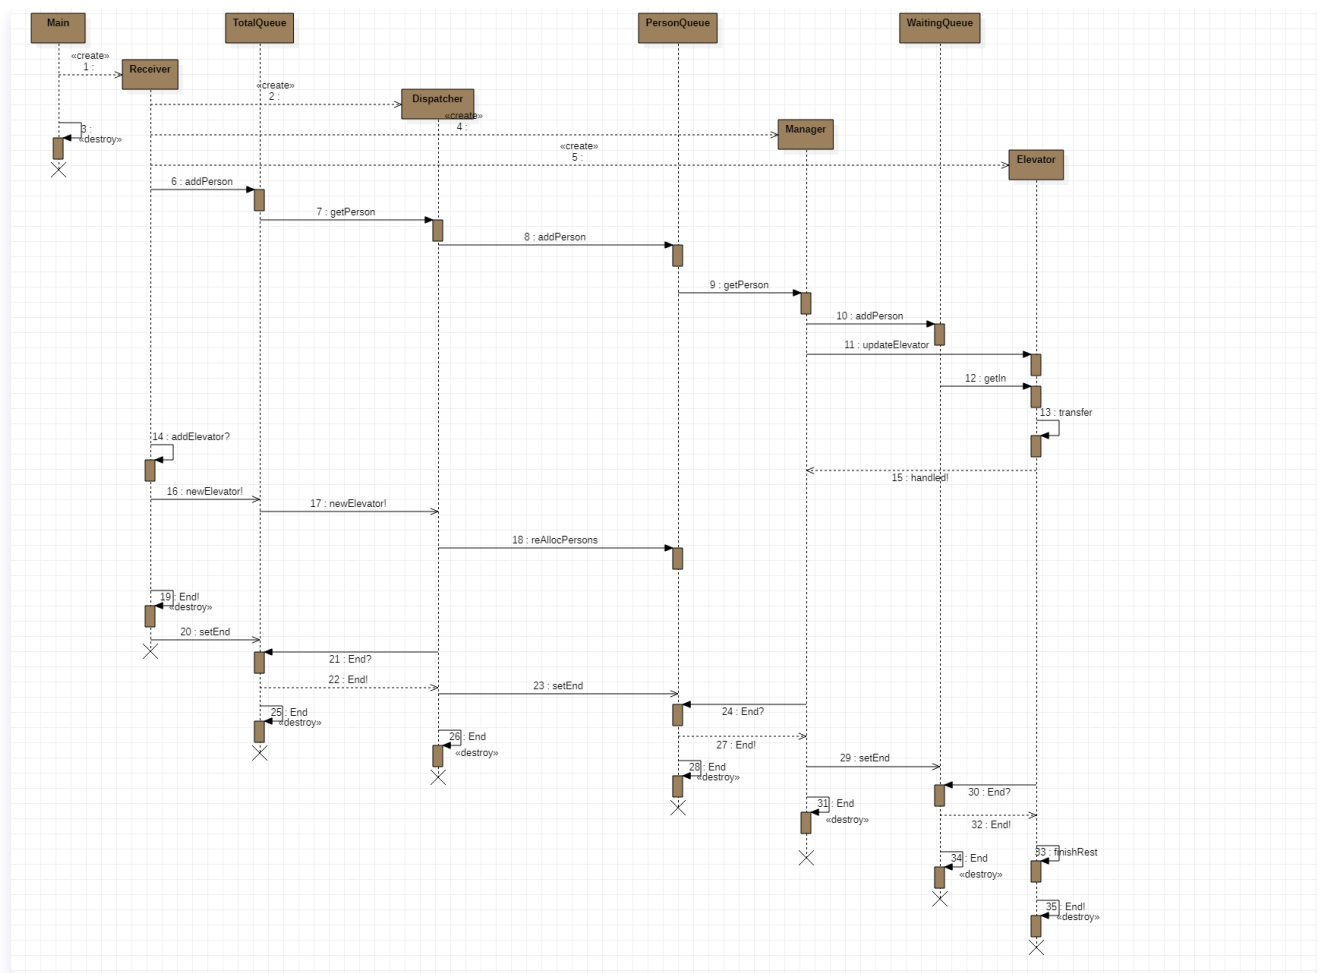 Main
TotalQueue
PersonQueue
WaitingQueue
«create»
1 :
Receiver
«create»
2 :
Dispatcher
«create»
4 :
Manager
3 :
«destroy»
«create»
5 :
Elevator
6 : addPerson
7 : getPerson
8 : addPerson
9 : getPerson
10 : addPerson
11 : updateElevator
12 : getIn
13 : transfer
14 : addElevator?
15 : handled!
16 : newElevator!
17 : newElevator!
18 : reAllocPersons
19 : End!
«destroy»
20 : setEnd
21 : End?
22 : End!
23 : setEnd
24 : End?
25 : End
«destroy»
26 : End
«destroy»
27 : End!
28 : End
«destroy»
29 : setEnd
30 : End?
31 : End
«destroy»
32 : End!
33 : finishRest
34 : End
«destroy»
35 : End!
«destroy»